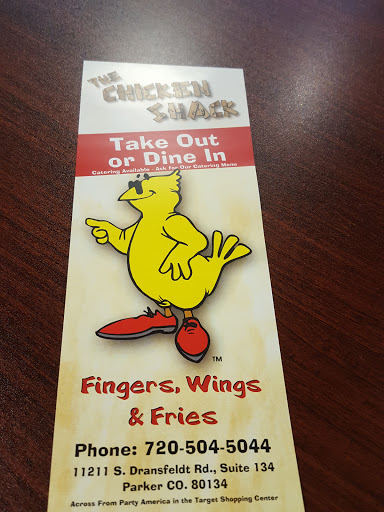 THE
CHICKEN
SHACK
Take Out
or Dine In
Catering Available - Ask for Our Catering Menu
TM
Fingers, Wings
& Fries
Phone: 720-504-5044
11211 S. Dransfeldt Rd., Suite 134
Parker CO. 80134
Across From Party America in the Target Shopping Center